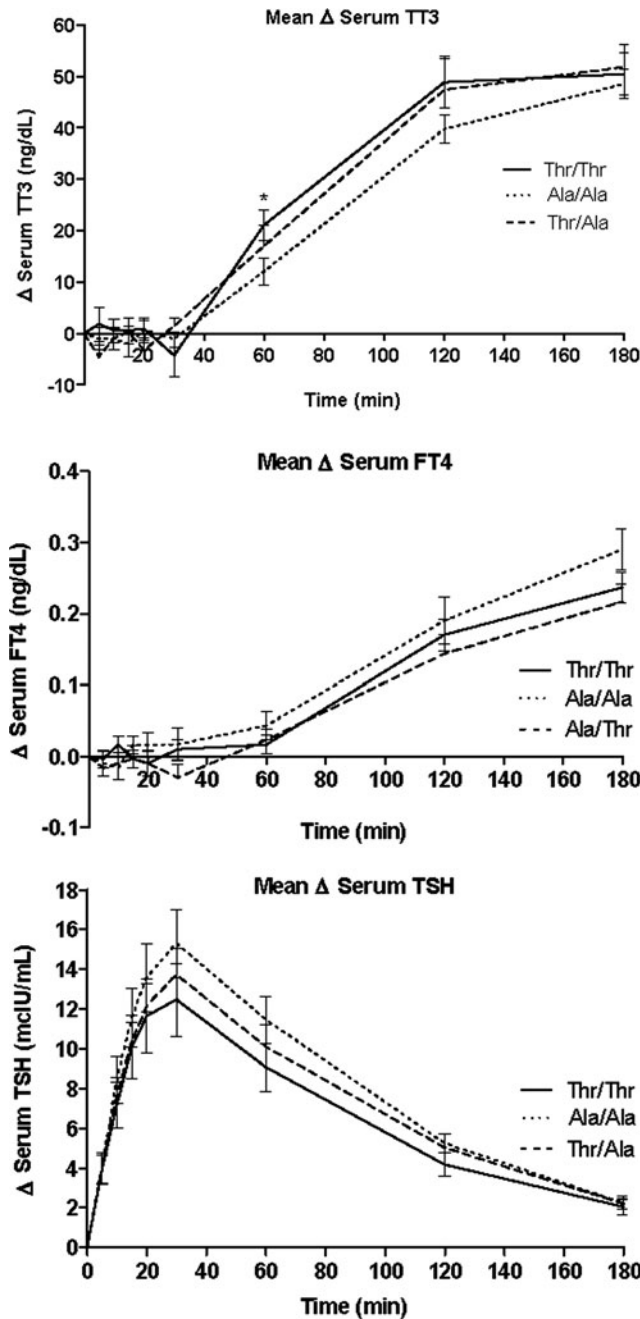 Mean Δ Serum TT3
60
50
40
30
20
10
0
-10
Δ Serum TT3 (ng/dL)
*
Thr/Thr
Ala/Ala
Thr/Ala
20 40 60 80 100 120 140 160 180
Time (min)
Mean Δ Serum FT4
0.4
0.3
0.2
0.1
0.0
-0.1
Δ Serum FT4 (ng/dL)
Thr/Thr
Ala/Ala
Ala/Thr
20 40 60 80 100 120 140 160 180
Time (min)
Mean Δ Serum TSH
18
16
14
12
10
8
6
4
2
0
Δ Serum TSH (mcIU/mL)
Thr/Thr
Ala/Ala
Thr/Ala
0 20 40 60 80 100 120 140 160 180
Time (min)